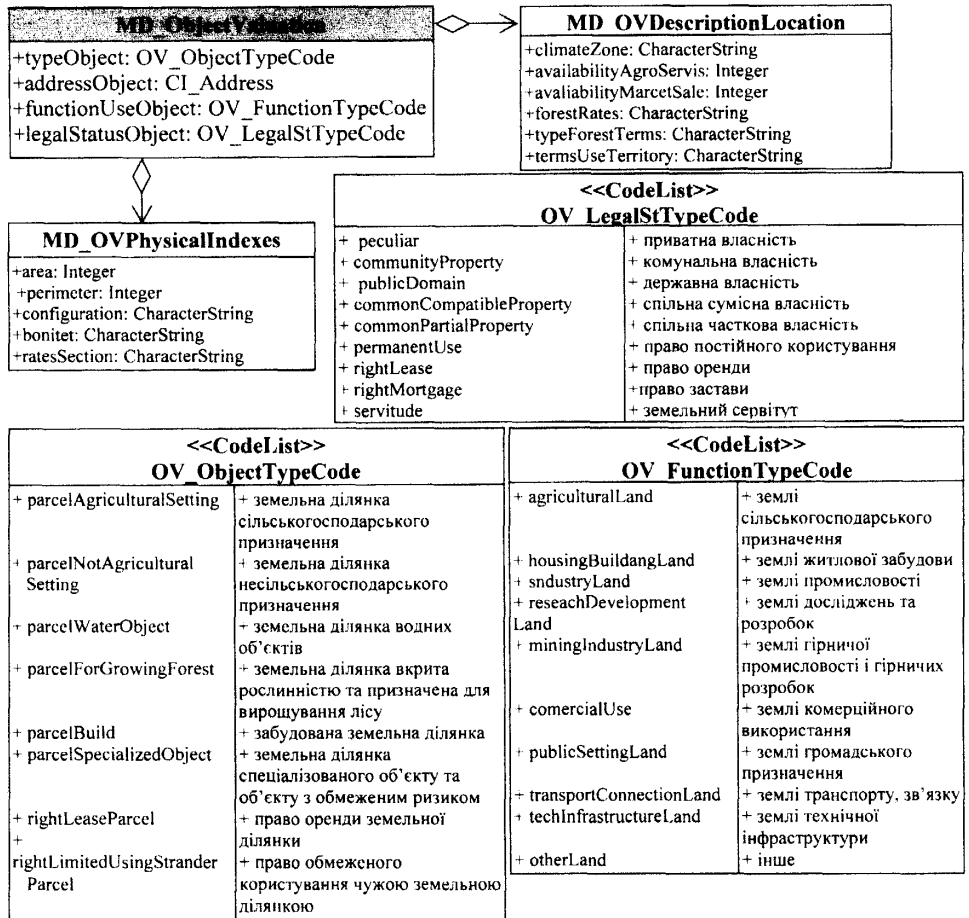 MD_ObjectValuation
+typeObject: OV_ObjectTypeCode
+addressObject: CI_Address
+functionUseObject: OV_FunctionTypeCode
+legalStatusObject: OV_LegalStTypeCode
MD_OVDescriptionLocation
+climateZone: CharacterString
+availabilityAgroServis: Integer
+avaliabilityMarcetSale: Integer
+forestRates: CharacterString
+typeForestTerms: CharacterString
+termsUseTerritory: CharacterString
MD_OVPhysicalIndexes
+area: Integer
+perimeter: Integer
+configuration: CharacterString
+bonitet: CharacterString
+ratesSection: CharacterString
<<CodeList>>
OV_LegalStTypeCode
+ peculiar + приватна власність
+ communityProperty + комунальна власність
+ publicDomain + державна власність
+ commonCompatibleProperty + спільна сумісна власність
+ commonPartialProperty + спільна часткова власність
+ permanentUse + право постійного користування
+ rightLease + право оренди
+ rightMortgage +право застави
+ servitude + земельний сервітут
<<CodeList>>
OV_ObjectTypeCode
+ parcelAgriculturalSetting + земельна ділянка
сільськогосподарського
призначення
+ parcelNotAgricultural + земельна ділянка
Setting несільськогосподарського
призначення
+ parcelWaterObject + земельна ділянка водних
об'єктів
+ parcelForGrowingForest + земельна ділянка вкрита
рослинністю та призначена для
вирощування лісу
+ parcelBuild + забудована земельна ділянка
+ parcelSpecializedObject + земельна ділянка
спеціалізованого об'єкту та
об'єкту з обмеженим ризиком
+ rightLeaseParcel + право оренди земельної
+ ділянки
rightLimitedUsingStrander + право обмеженого
Parcel користування чужою земельною
ділянкою
<<CodeList>>
OV_FunctionTypeCode
+ agriculturalLand + землі
сільськогосподарського
призначення
+ housingBuildangLand + землі житлової забудови
+ sndustryLand + землі промисловості
+ reseachDevelopment + землі досліджень та
Land розробок
+ miningIndustryLand + землі гірничої
промисловості і гірничих
розробок
+ comercialUse + землі комерційного
використання
+ publicSettingLand + землі громадського
призначення
+ transportConnectionLand + землі транспорту, зв'язку
+ techInfrastructureLand + землі технічної
інфраструктури
+ otherLand + інше